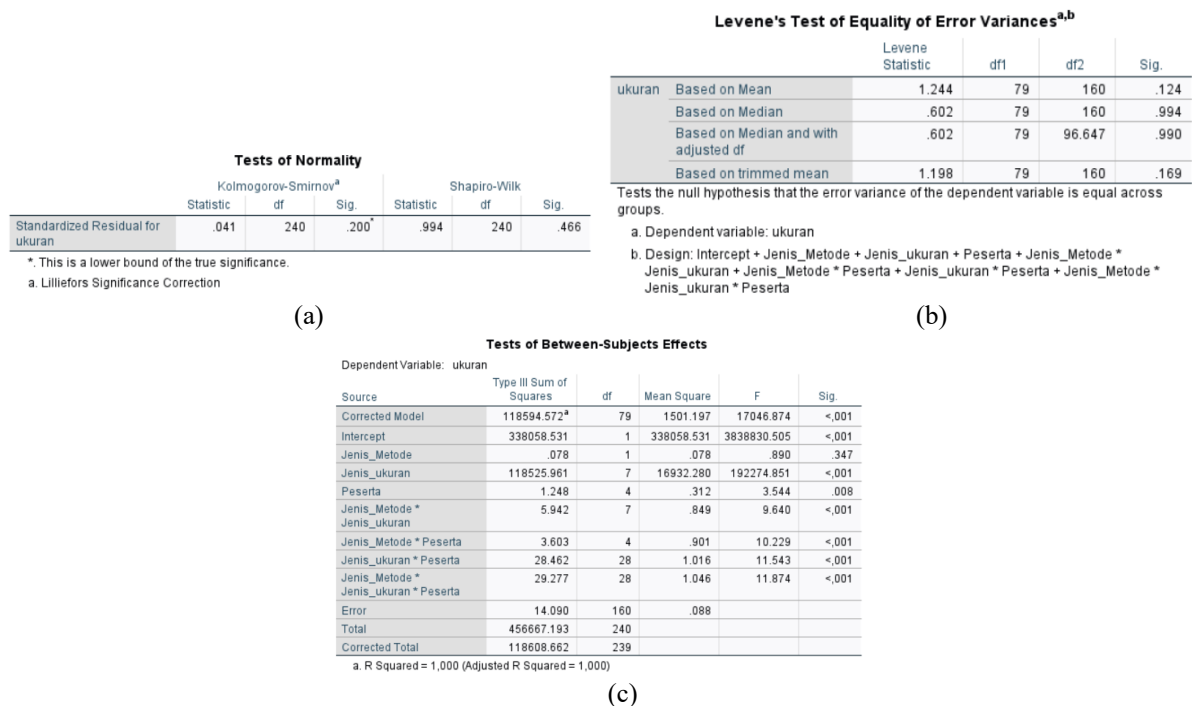 Levene's Test of Equality of Error Variancesa,b
Levene
Statistic df1 df2 Sig.
ukuran Based on Mean 1.244 79 160 .124
Based on Median .602 79 160 .994
Based on Median and with
adjusted df .602 79 96.647 .990
Based on trimmed mean 1.198 79 160 .169
Tests the null hypothesis that the error variance of the dependent variable is equal across
groups.
a. Dependent variable: ukuran
b. Design: Intercept + Jenis_Metode + Jenis_ukuran + Peserta + Jenis_Metode *
Jenis_ukuran + Jenis_Metode * Peserta + Jenis_ukuran * Peserta + Jenis_Metode *
Jenis_ukuran * Peserta
Tests of Normality
Kolmogorov-Smirnova Shapiro-Wilk
Statistic df Sig. Statistic df Sig.
Standardized Residual for
ukuran .041 240 .200* .994 240 .466
*. This is a lower bound of the true significance.
a. Lilliefors Significance Correction
(a)
(b)
Tests of Between-Subjects Effects
Dependent Variable: ukuran
Source Type III Sum of
Squares df Mean Square F Sig.
Corrected Model 118594.572a 79 1501.197 17046.874 <,001
Intercept 338058.531 1 338058.531 3838830.505 <,001
Jenis_Metode .078 1 .078 .890 .347
Jenis_ukuran 118525.961 7 16932.280 192274.851 <,001
Peserta 1.248 4 .312 3.544 .008
Jenis_Metode *
Jenis_ukuran 5.942 7 .849 9.640 <,001
Jenis_Metode * Peserta 3.603 4 .901 10.229 <,001
Jenis_ukuran * Peserta 28.462 28 1.016 11.543 <,001
Jenis_Metode *
Jenis_ukuran * Peserta 29.277 28 1.046 11.874 <,001
Error 14.090 160 .088
Total 456667.193 240
Corrected Total 118608.662 239
a. R Squared = 1,000 (Adjusted R Squared = 1,000)
(c)